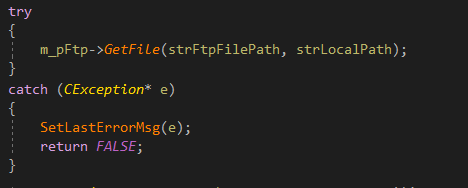 try
{
m_pFtp->GetFile(strFtpFilePath, strLocalPath);
}
catch (CException* e)
{
SetLastErrorMsg(e);
return FALSE;
}